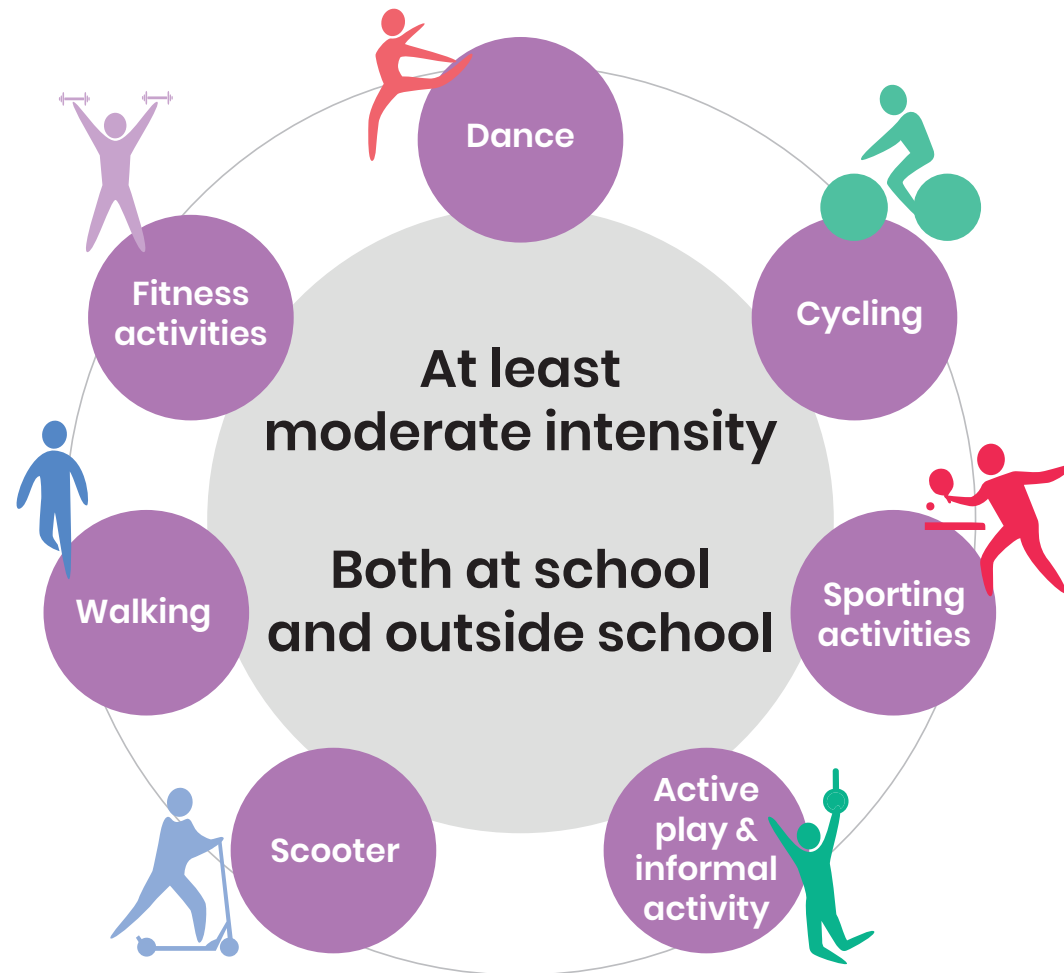 Dance
Cycling
Sporting
activities
Active
play &
informal
activity
Scooter
Walking
Fitness
activities
At least
moderate intensity
Both at school
and outside school